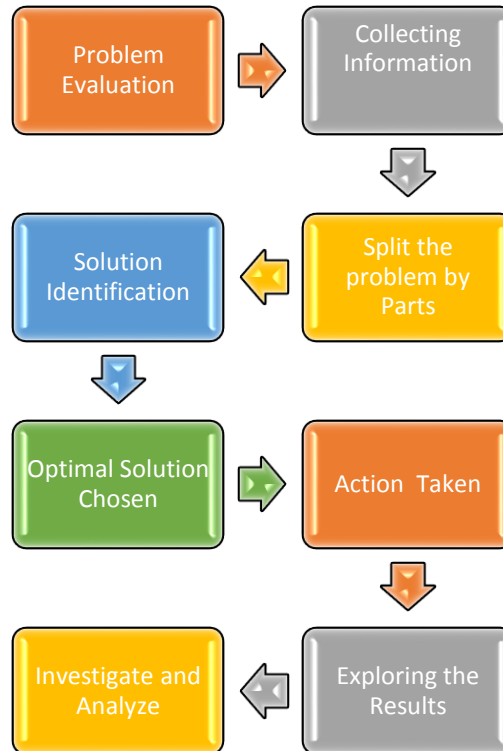 Problem
Evaluation
Collecting
Information
Split the
problem by
Parts
Solution
Identification
Optimal Solution
Chosen
Action  Taken
Exploring the
Results
Investigate and
Analyze